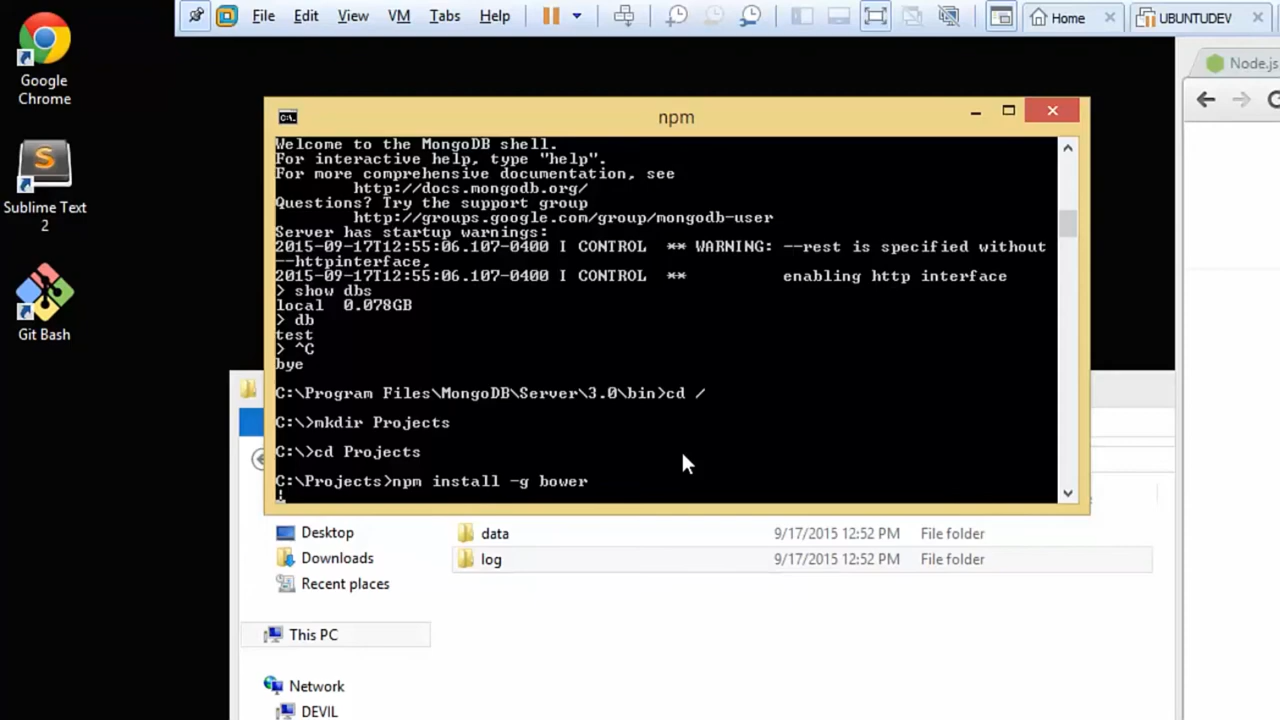 File Edit View VM Tabs Help Home UBUNTUDEV
Google
Chrome
Sublime Text
2
Git Bash
Node.js
npm
Welcome to the MongoDB shell.
For interactive help, type "help".
For more comprehensive documentation, see
http://docs.mongodb.org/
Questions? Try the support group
http://groups.google.com/group/mongodb-user
Server has startup warnings:
2015-09-17T12:55:06.107-0400 I CONTROL ** WARNING: --rest is specified without
--httpinterface,
2015-09-17T12:55:06.107-0400 I CONTROL ** enabling http interface
> show dbs
local 0.078GB
> db
test
> ^C
bye
C:\Program Files\MongoDB\Server\3.0\bin>cd /
C:\>mkdir Projects
C:\>cd Projects
C:\Projects>npm install -g bower
Desktop
Downloads
Recent places
This PC
Network
DEVIL
data 9/17/2015 12:52 PM File folder
log 9/17/2015 12:52 PM File folder